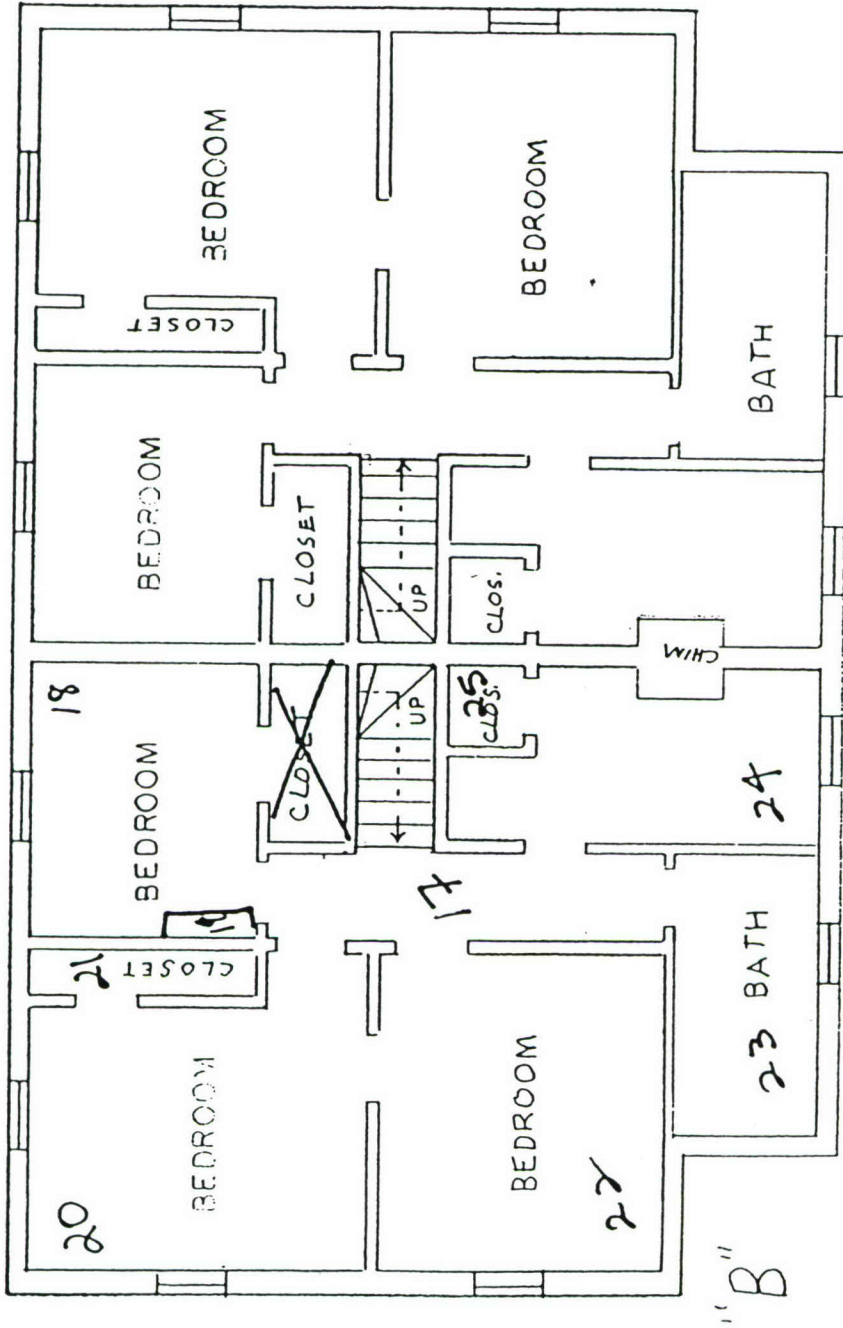 BEDROOM
BEDROOM
CLOSET
BEDROOM
CLOSET
UP
CLOS.
BATH
CHIM
18
BEDROOM
CLOSET
UP
CLOS.
25
24
17
19
21
CLOSET
20
BEDROOM
BEDROOM
22
23
BATH
"B"